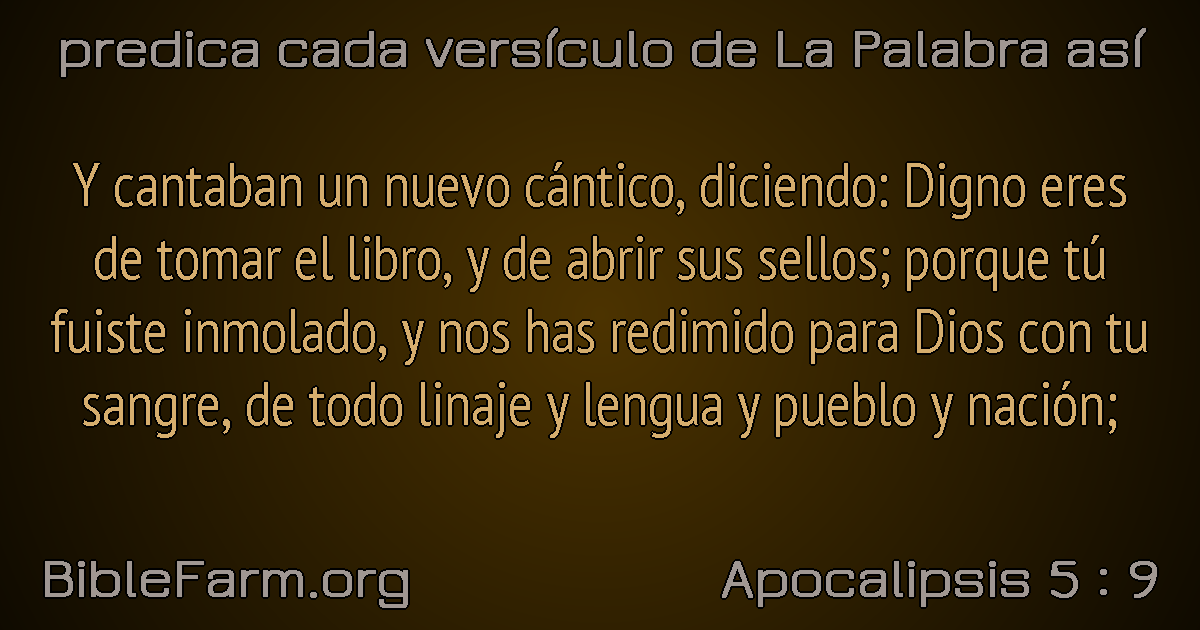 predica cada versículo de La Palabra así
Y cantaban un nuevo cántico, diciendo: Digno eres
de tomar el libro, y de abrir sus sellos; porque tú
fuiste inmolado, y nos has redimido para Dios con tu
sangre, de todo linaje y lengua y pueblo y nación;
BibleFarm.org
Apocalipsis 5 : 9